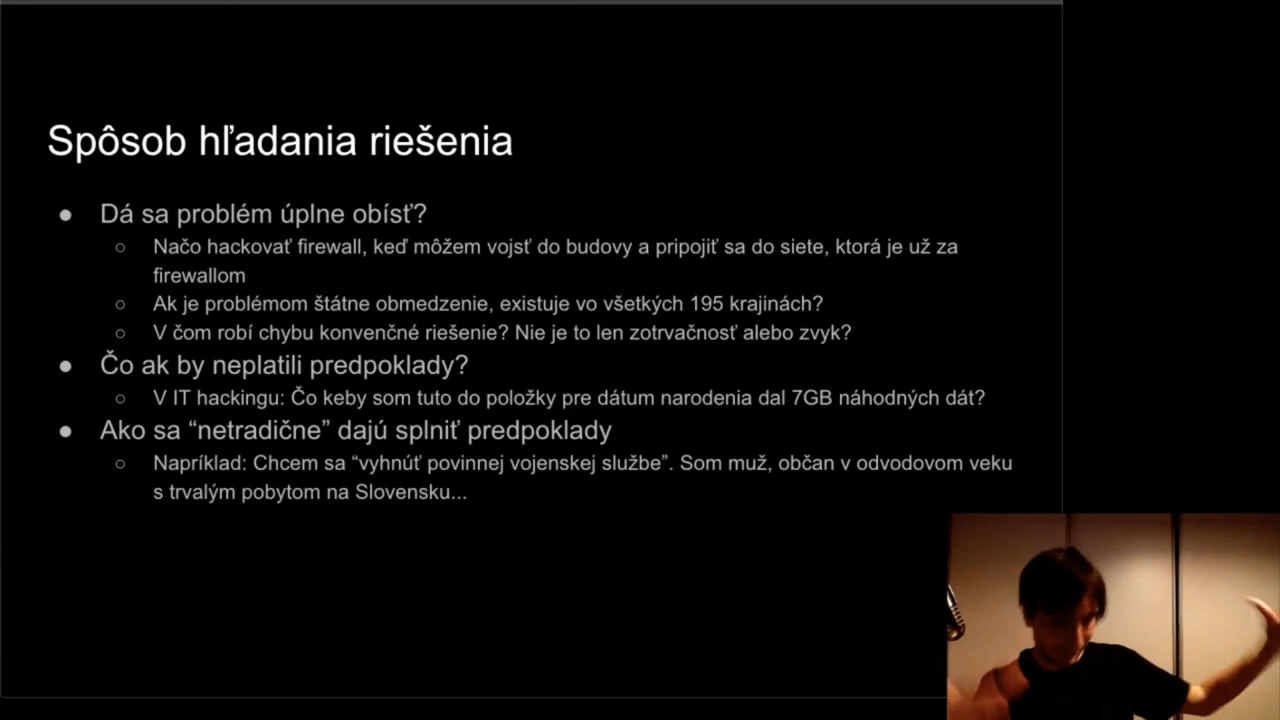 Spôsob hľadania riešenia
● Dá sa problém úplne obísť?
○ Načo hackovať firewall, keď môžem vojsť do budovy a pripojiť sa do siete, ktorá je už za
firewallom
○ Ak je problémom štátne obmedzenie, existuje vo všetkých 195 krajinách?
○ V čom robí chybu konvenčné riešenie? Nie je to len zotrvačnosť alebo zvyk?
● Čo ak by neplatili predpoklady?
○ V IT hackingu: Čo keby som tuto do položky pre dátum narodenia dal 7GB náhodných dát?
● Ako sa “netradične” dajú splniť predpoklady
○ Napríklad: Chcem sa “vyhnúť povinnej vojenskej službe”. Som muž, občan v odvodovom veku
s trvalým pobytom na Slovensku...